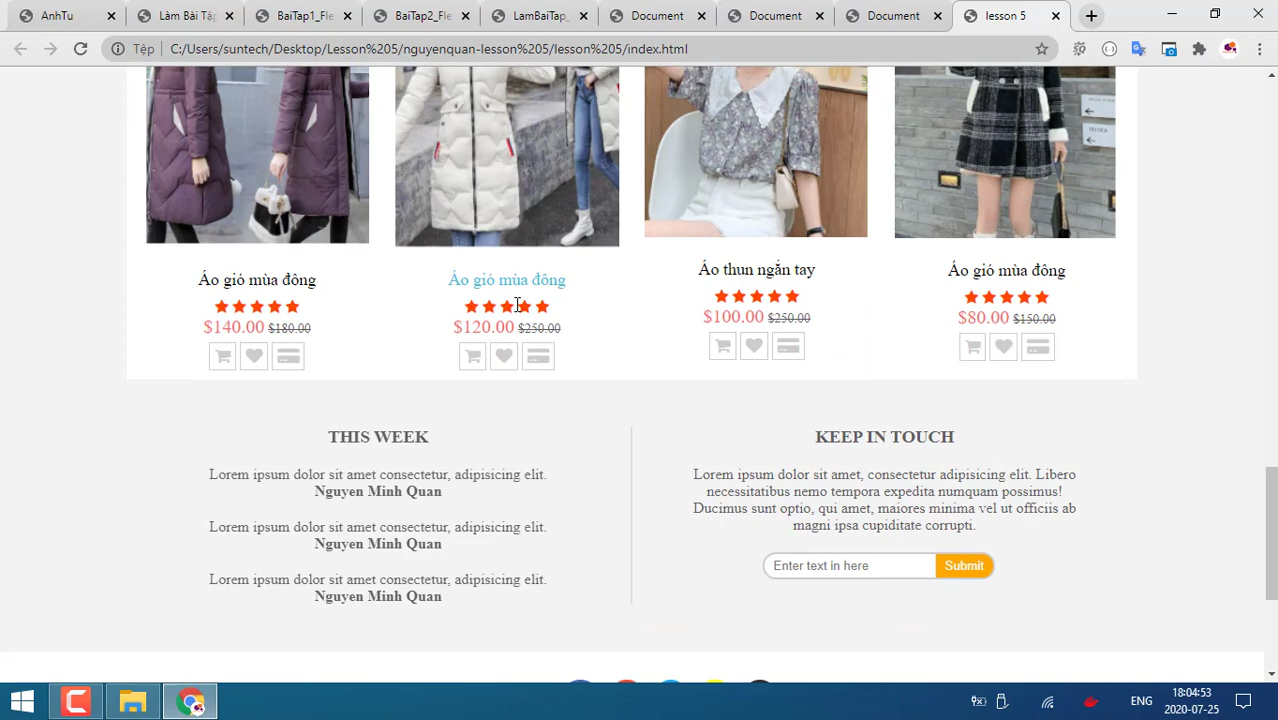 AnhTu
Làm Bài Tậ
BaiTap1_Fle
BaiTap2_Fle
LamBaiTap_
Document
Document
Document
lesson 5
Tệp
C:/Users/suntech/Desktop/Lesson%205/nguyenquan-lesson%205/lesson%205/index.html
Áo gió mùa đông
$140.00 $180.00
Áo gió mùa đông
$120.00 $250.00
Áo thun ngắn tay
$100.00 $250.00
Áo gió mùa đông
$80.00 $150.00
THIS WEEK
Lorem ipsum dolor sit amet consectetur, adipisicing elit.
Nguyen Minh Quan
Lorem ipsum dolor sit amet consectetur, adipisicing elit.
Nguyen Minh Quan
Lorem ipsum dolor sit amet consectetur, adipisicing elit.
Nguyen Minh Quan
KEEP IN TOUCH
Lorem ipsum dolor sit amet, consectetur adipisicing elit. Libero
necessitatibus nemo tempora expedita numquam possimus!
Ducimus sunt optio, qui amet, maiores minima vel ut officiis ab
magni ipsa cupiditate corrupti.
Enter text in here
Submit
ENG
18:04:53
2020-07-25